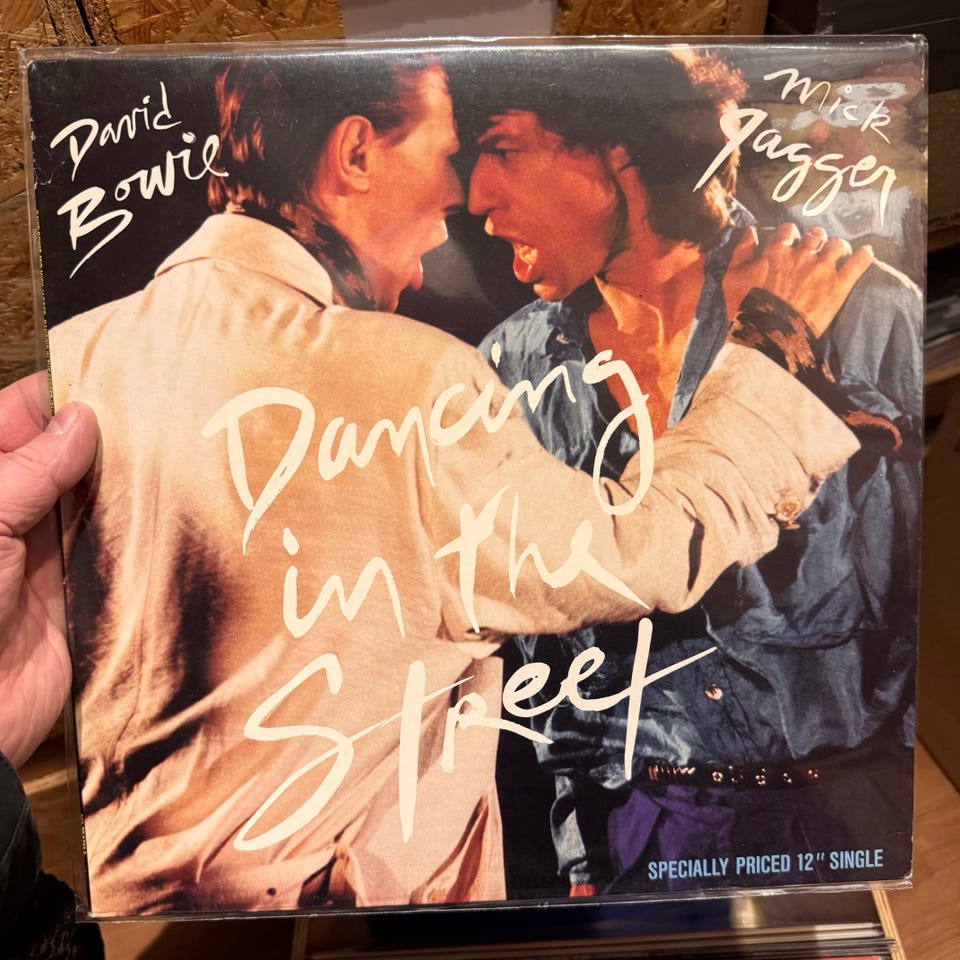 David
Bowie
Mick
Jagger
Dancing
in the
Street
SPECIALLY PRICED 12" SINGLE